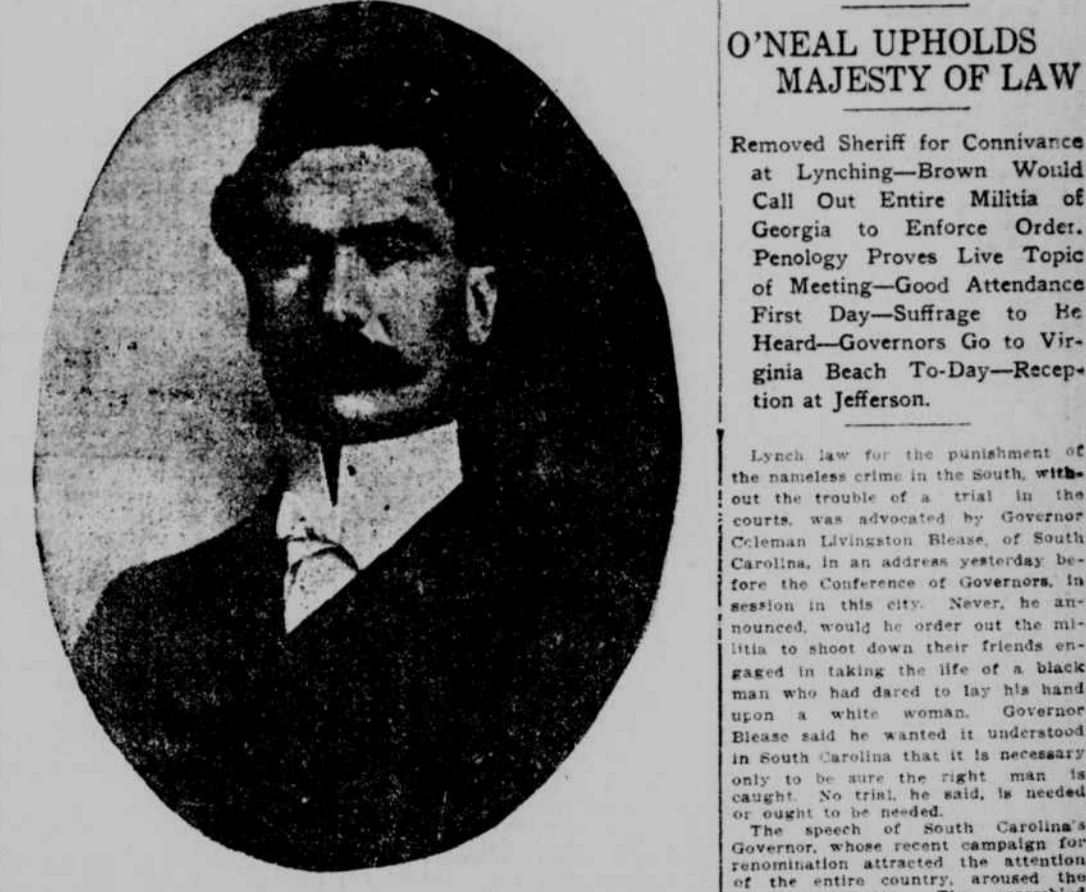 O'NEAL UPHOLDS
MAJESTY OF LAW
Removed Sheriff for Connivance
at Lynching—Brown Would
Call Out Entire Militia of
Georgia to Enforce Order.
Penology Proves Live Topic
of Meeting—Good Attendance
First Day—Suffrage to Be
Heard—Governors Go to Vir-
ginia Beach To-Day—Recep-
tion at Jefferson.
Lynch law for the punishment of
the nameless crime in the South, with-
out the trouble of a trial in the
courts, was advocated by Governor
Coleman Livingston Blease, of South
Carolina, in an address yesterday be-
fore the Conference of Governors, in
session in this city. Never, he an-
nounced, would he order out the mi-
litia to shoot down their friends en-
gaged in taking the life of a black
man who had dared to lay his hand
upon a white woman. Governor
Blease said he wanted it understood
in South Carolina that it is necessary
only to be sure the right man is
caught. No trial, he said, is needed
or ought to be needed.
The speech of South Carolina's
Governor, whose recent campaign for
renomination attracted the attention
of the entire country, aroused the